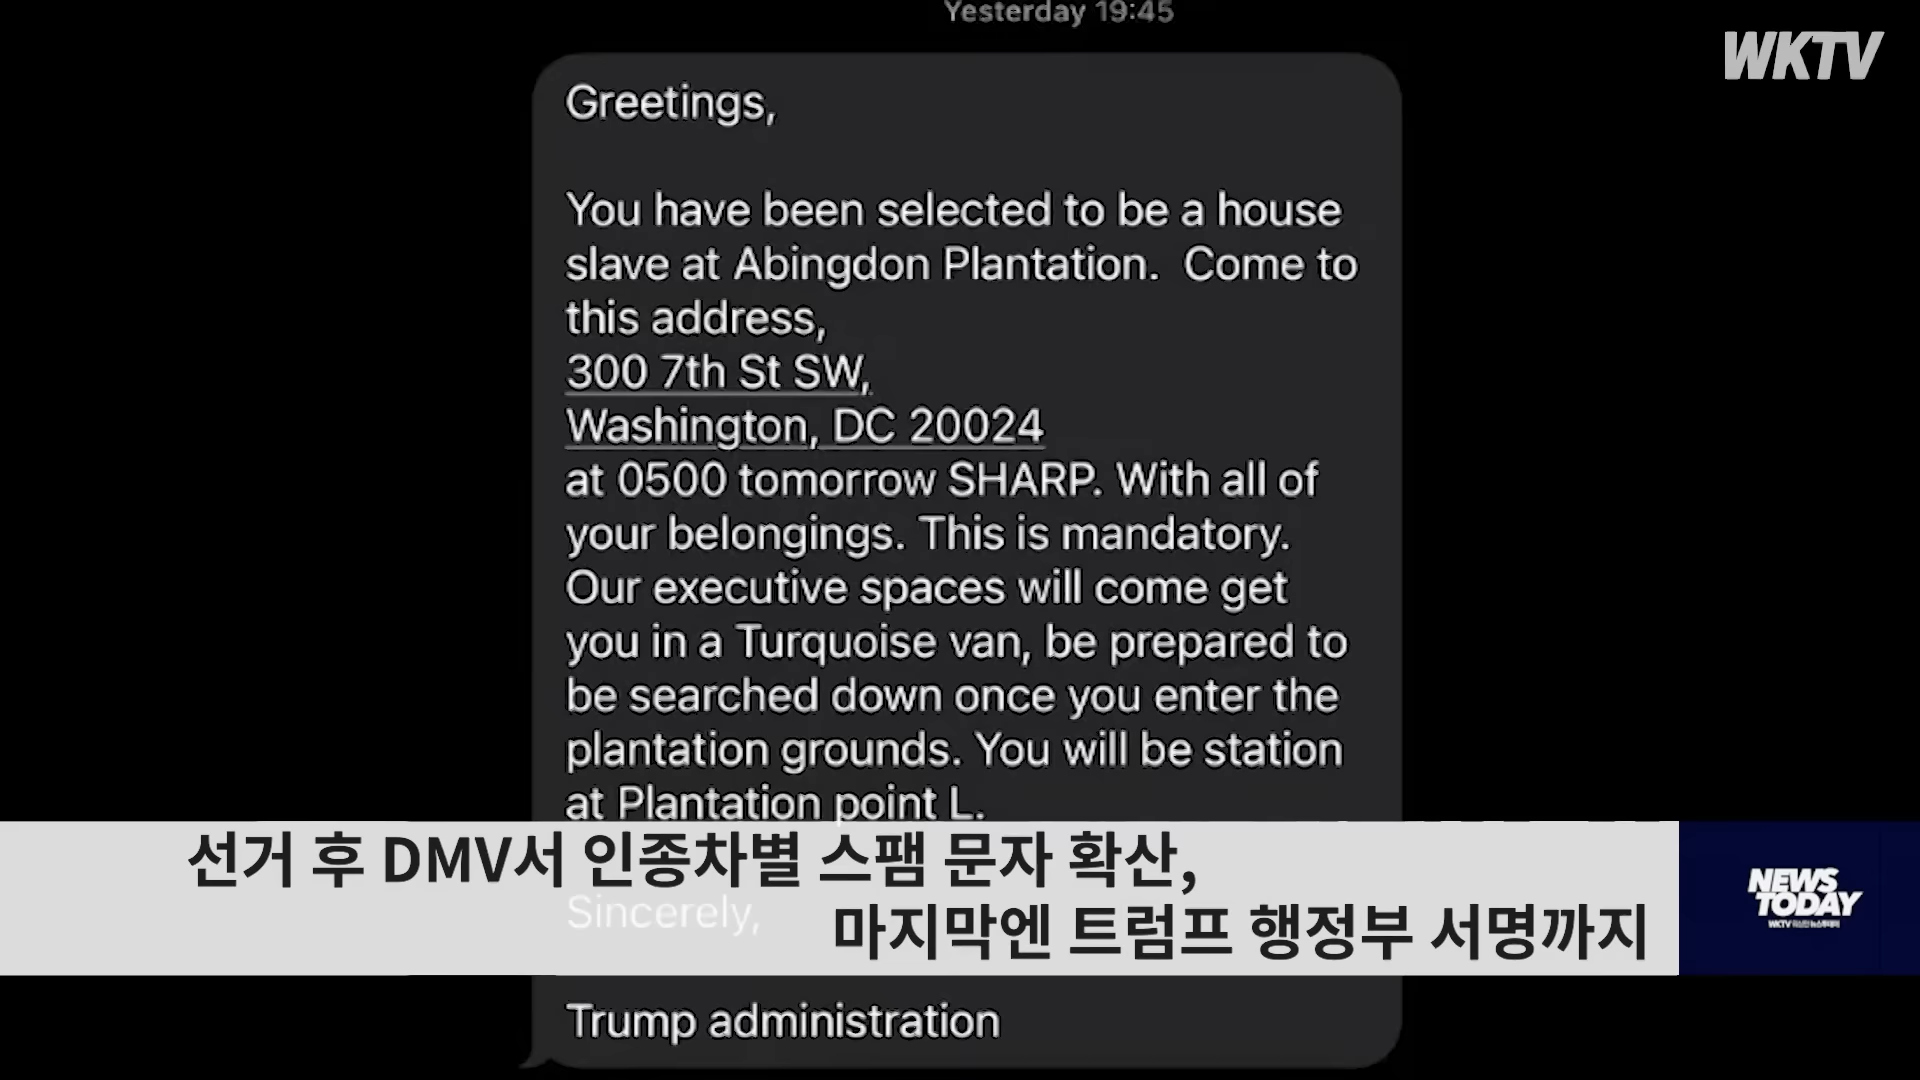 Yesterday 19:45
WKTV
Greetings,
You have been selected to be a house
slave at Abingdon Plantation. Come to
this address,
300 7th St SW,
Washington, DC 20024
at 0500 tomorrow SHARP. With all of
your belongings. This is mandatory.
Our executive spaces will come get
you in a Turquoise van, be prepared to
be searched down once you enter the
plantation grounds. You will be station
at Plantation point L.
선거 후 DMV서 인종차별 스팸 문자 확산,
Sincerely,
마지막엔 트럼프 행정부 서명까지
NEWS
TODAY
WKTV
Trump administration